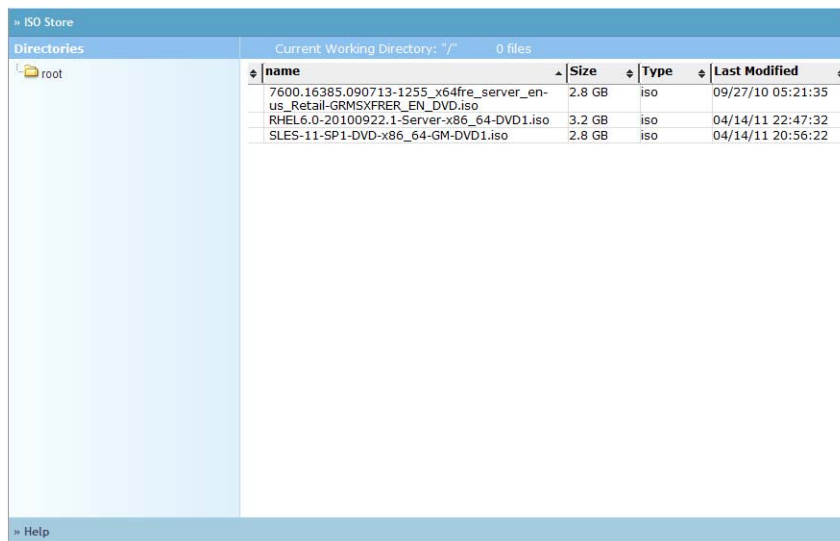 » ISO Store
Directories
Current Working Directory: "/" 0 files
root
name Size Type Last Modified
7600.16385.090713-1255_x64fre_server_en-
us_Retail-GRMSXFRER_EN_DVD.iso 2.8 GB iso 09/27/10 05:21:35
RHEL6.0-20100922.1-Server-x86_64-DVD1.iso 3.2 GB iso 04/14/11 22:47:32
SLES-11-SP1-DVD-x86_64-GM-DVD1.iso 2.8 GB iso 04/14/11 20:56:22
» Help